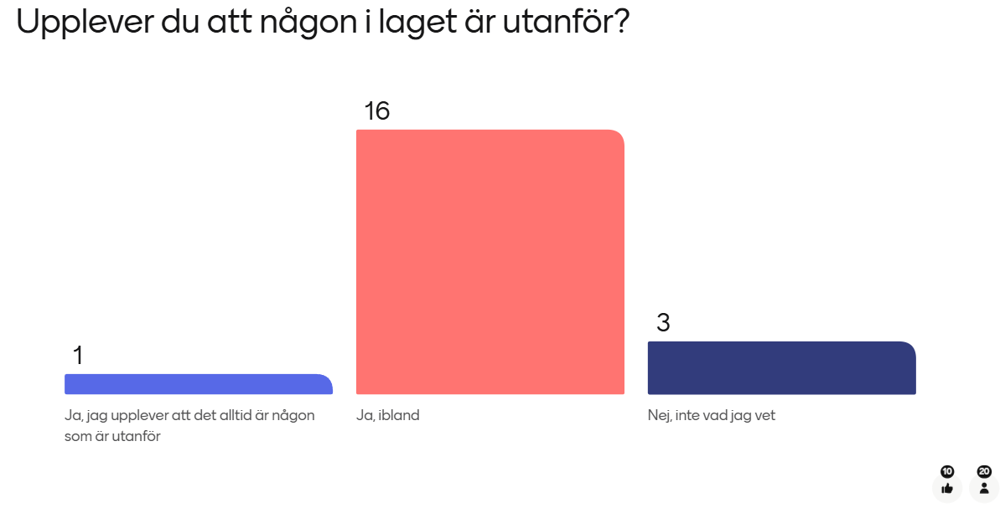 Upplever du att någon i laget är utanför?
16
3
1
Ja, jag upplever att det alltid är någon
som är utanför
Ja, ibland
Nej, inte vad jag vet
10
20